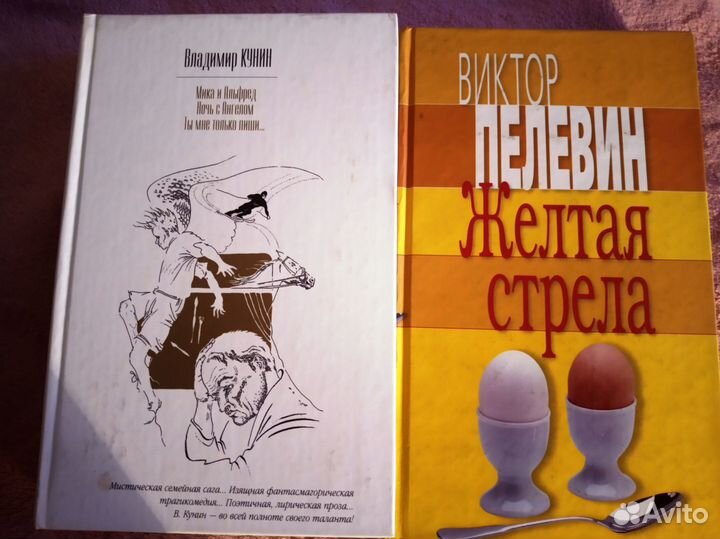 Владимир КУНИН
Мика и Альфред
Ночь с Ангелом
Ты мне только пиши...
Мистическая семейная сага... Изящная фантасмагорическая
трагикомедия... Поэтичная, лирическая проза...
В. Кунин — во всей полноте своего таланта!
ВИКТОР
ПЕЛЕВИН
Желтая
стрела
Avito